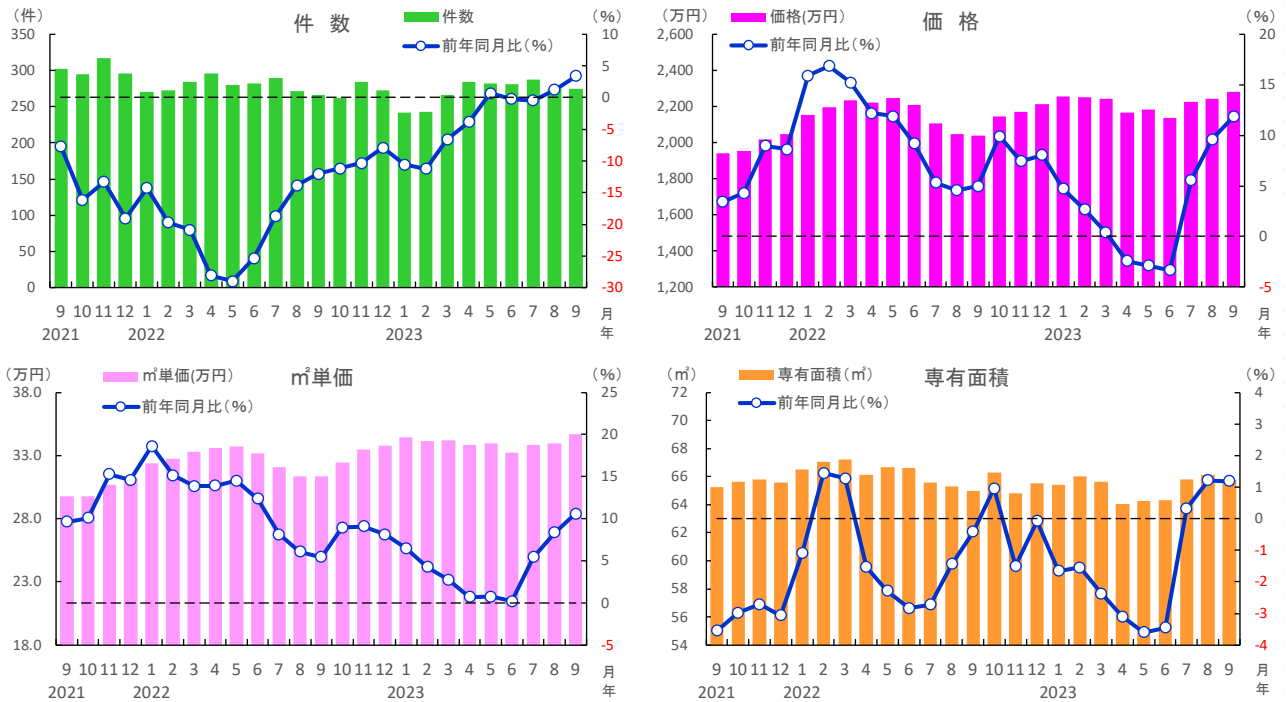 件 数
(件)
(%)
件数
前年同月比(%)
350
300
250
200
150
100
50
0
10
5
0
-5
-10
-15
-20
-25
-30
9 10 11 12 1 2 3 4 5 6 7 8 9 10 11 12 1 2 3 4 5 6 7 8 9 月
2021 2022 2023 年
価 格
(万円)
(%)
価格(万円)
前年同月比(%)
2,600
2,400
2,200
2,000
1,800
1,600
1,400
1,200
20
15
10
5
0
-5
9 10 11 12 1 2 3 4 5 6 7 8 9 10 11 12 1 2 3 4 5 6 7 8 9 月
2021 2022 2023 年
㎡単価
(万円)
(%)
㎡単価(万円)
前年同月比(%)
38.0
33.0
28.0
23.0
18.0
25
20
15
10
5
0
-5
9 10 11 12 1 2 3 4 5 6 7 8 9 10 11 12 1 2 3 4 5 6 7 8 9 月
2021 2022 2023 年
専有面積
(㎡)
(%)
専有面積(㎡)
前年同月比(%)
72
70
68
66
64
62
60
58
56
54
4
3
2
1
0
-1
-2
-3
-4
9 10 11 12 1 2 3 4 5 6 7 8 9 10 11 12 1 2 3 4 5 6 7 8 9 月
2021 2022 2023 年